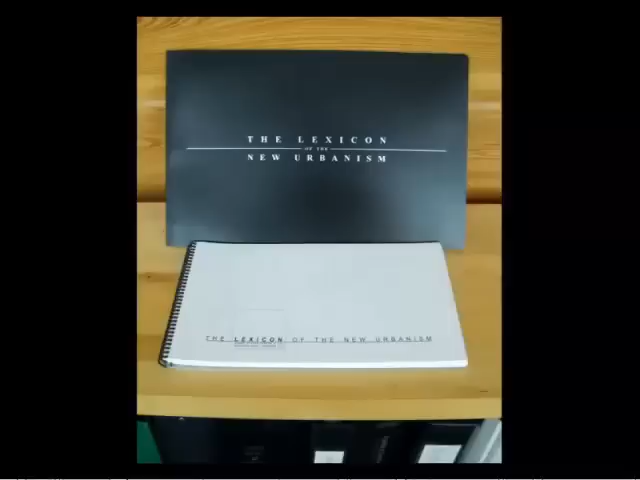 THE LEXICON
OF THE
NEW URBANISM
THE LEXICON OF THE NEW URBANISM